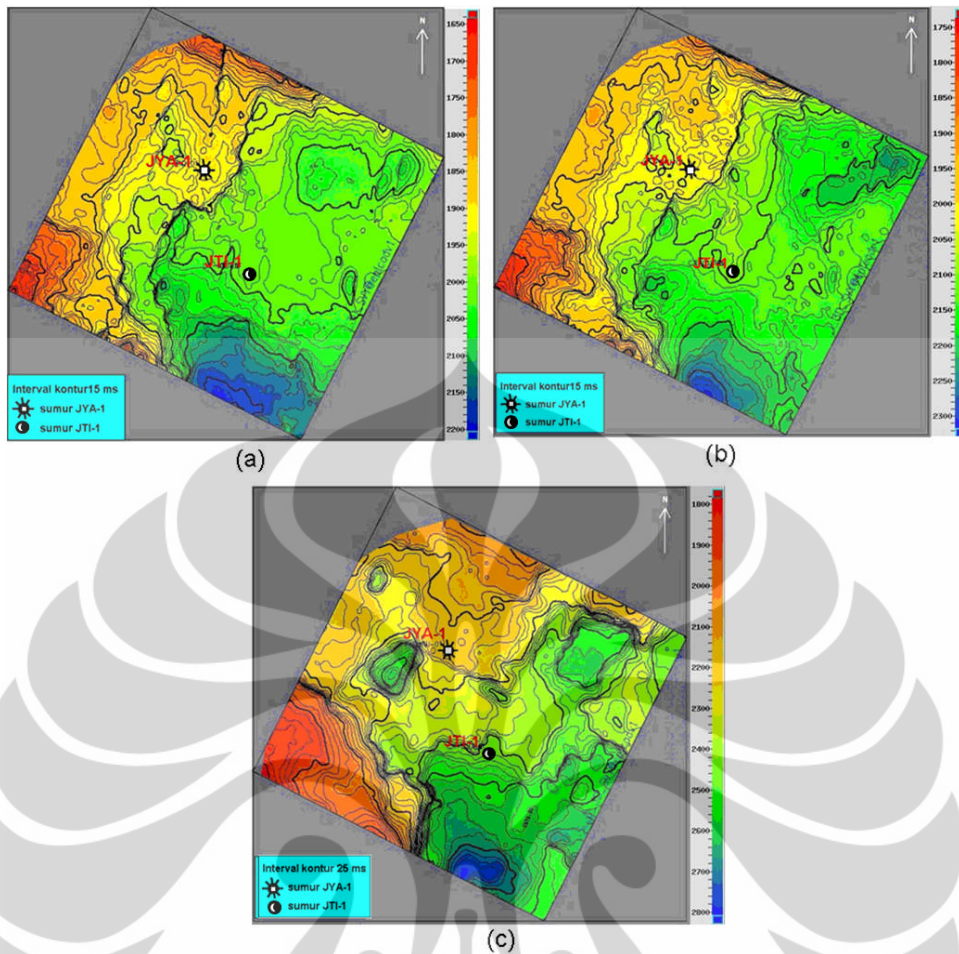 N
1650
1700
1750
1800
1850
1900
1950
2000
2050
2100
2150
2200
JYA-1
JTI-1
Interval kontur15 ms
sumur JYA-1
sumur JTI-1
(a)
N
1750
1800
1850
1900
1950
2000
2050
2100
2150
2200
2250
2300
JYA-1
JTI-1
Interval kontur15 ms
sumur JYA-1
sumur JTI-1
(b)
N
1800
1900
2000
2100
2200
2300
2400
2500
2600
2700
2800
JYA-1
JTI-1
Interval kontur 25 ms
sumur JYA-1
sumur JTI-1
(c)